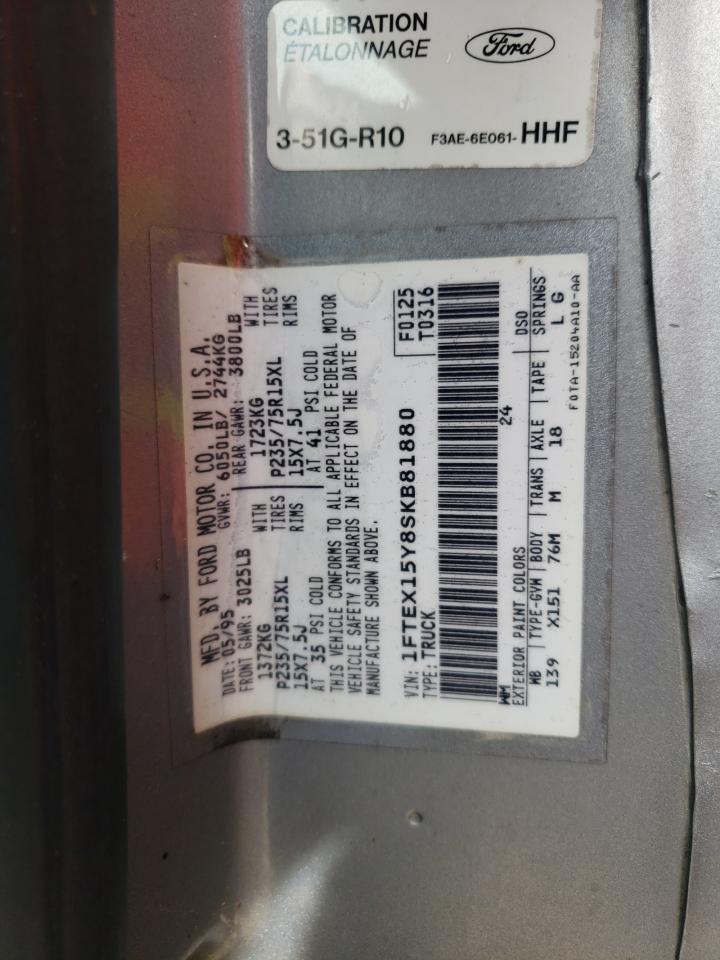 CALIBRATION
ÉTALONNAGE
Ford
3-51G-R10 F3AE-6E061-HHF
MFD. BY FORD MOTOR CO. IN U.S.A.
DATE: 05/95 GVWR: 6050LB/ 2744KG
FRONT GAWR: 3025LB REAR GAWR: 3800LB
1372KG WITH 1723KG WITH
P235/75R15XL TIRES P235/75R15XL TIRES
15X7.5J RIMS 15X7.5J RIMS
AT 35 PSI COLD AT 41 PSI COLD
THIS VEHICLE CONFORMS TO ALL APPLICABLE FEDERAL MOTOR
VEHICLE SAFETY STANDARDS IN EFFECT ON THE DATE OF
MANUFACTURE SHOWN ABOVE.
VIN: 1FTEX15Y8SKB81880 F0125
TYPE: TRUCK T0316
WM 24
EXTERIOR PAINT COLORS DSO
WB TYPE-GVM BODY TRANS AXLE TAPE SPRINGS
139 X151 76M M 18 L G
F0TA-15204A10-AA